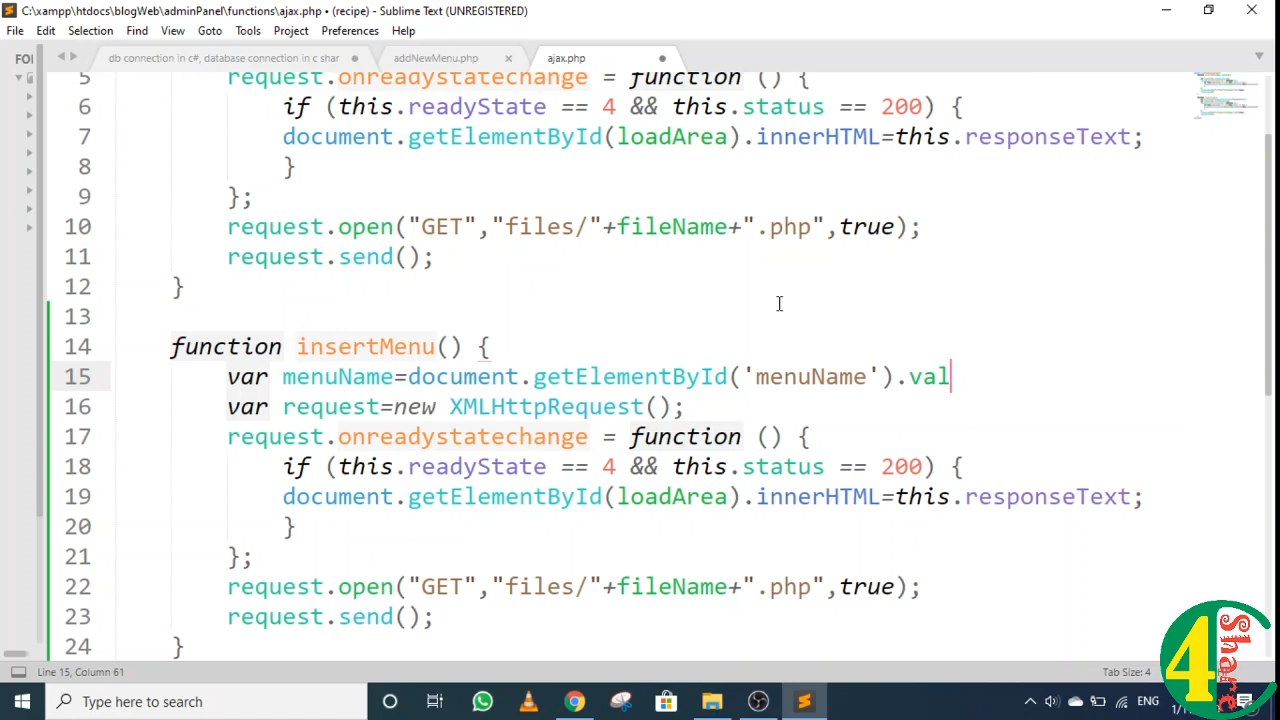 C:\xampp\htdocs\blogWeb\adminPanel\functions\ajax.php • (recipe) - Sublime Text (UNREGISTERED)
File Edit Selection Find View Goto Tools Project Preferences Help
FOI
db connection in c#, database connection in c shar
addNewMenu.php
ajax.php
5 request.onreadystatechange = function () {
6 if (this.readyState == 4 && this.status == 200) {
7 document.getElementById(loadArea).innerHTML=this.responseText;
8 }
9 };
10 request.open("GET","files/"+fileName+".php",true);
11 request.send();
12 }
13
14 function insertMenu() {
15 var menuName=document.getElementById('menuName').val
16 var request=new XMLHttpRequest();
17 request.onreadystatechange = function () {
18 if (this.readyState == 4 && this.status == 200) {
19 document.getElementById(loadArea).innerHTML=this.responseText;
20 }
21 };
22 request.open("GET","files/"+fileName+".php",true);
23 request.send();
24 }
Line 15, Column 61
Tab Size: 4
4 Share
Type here to search
ENG